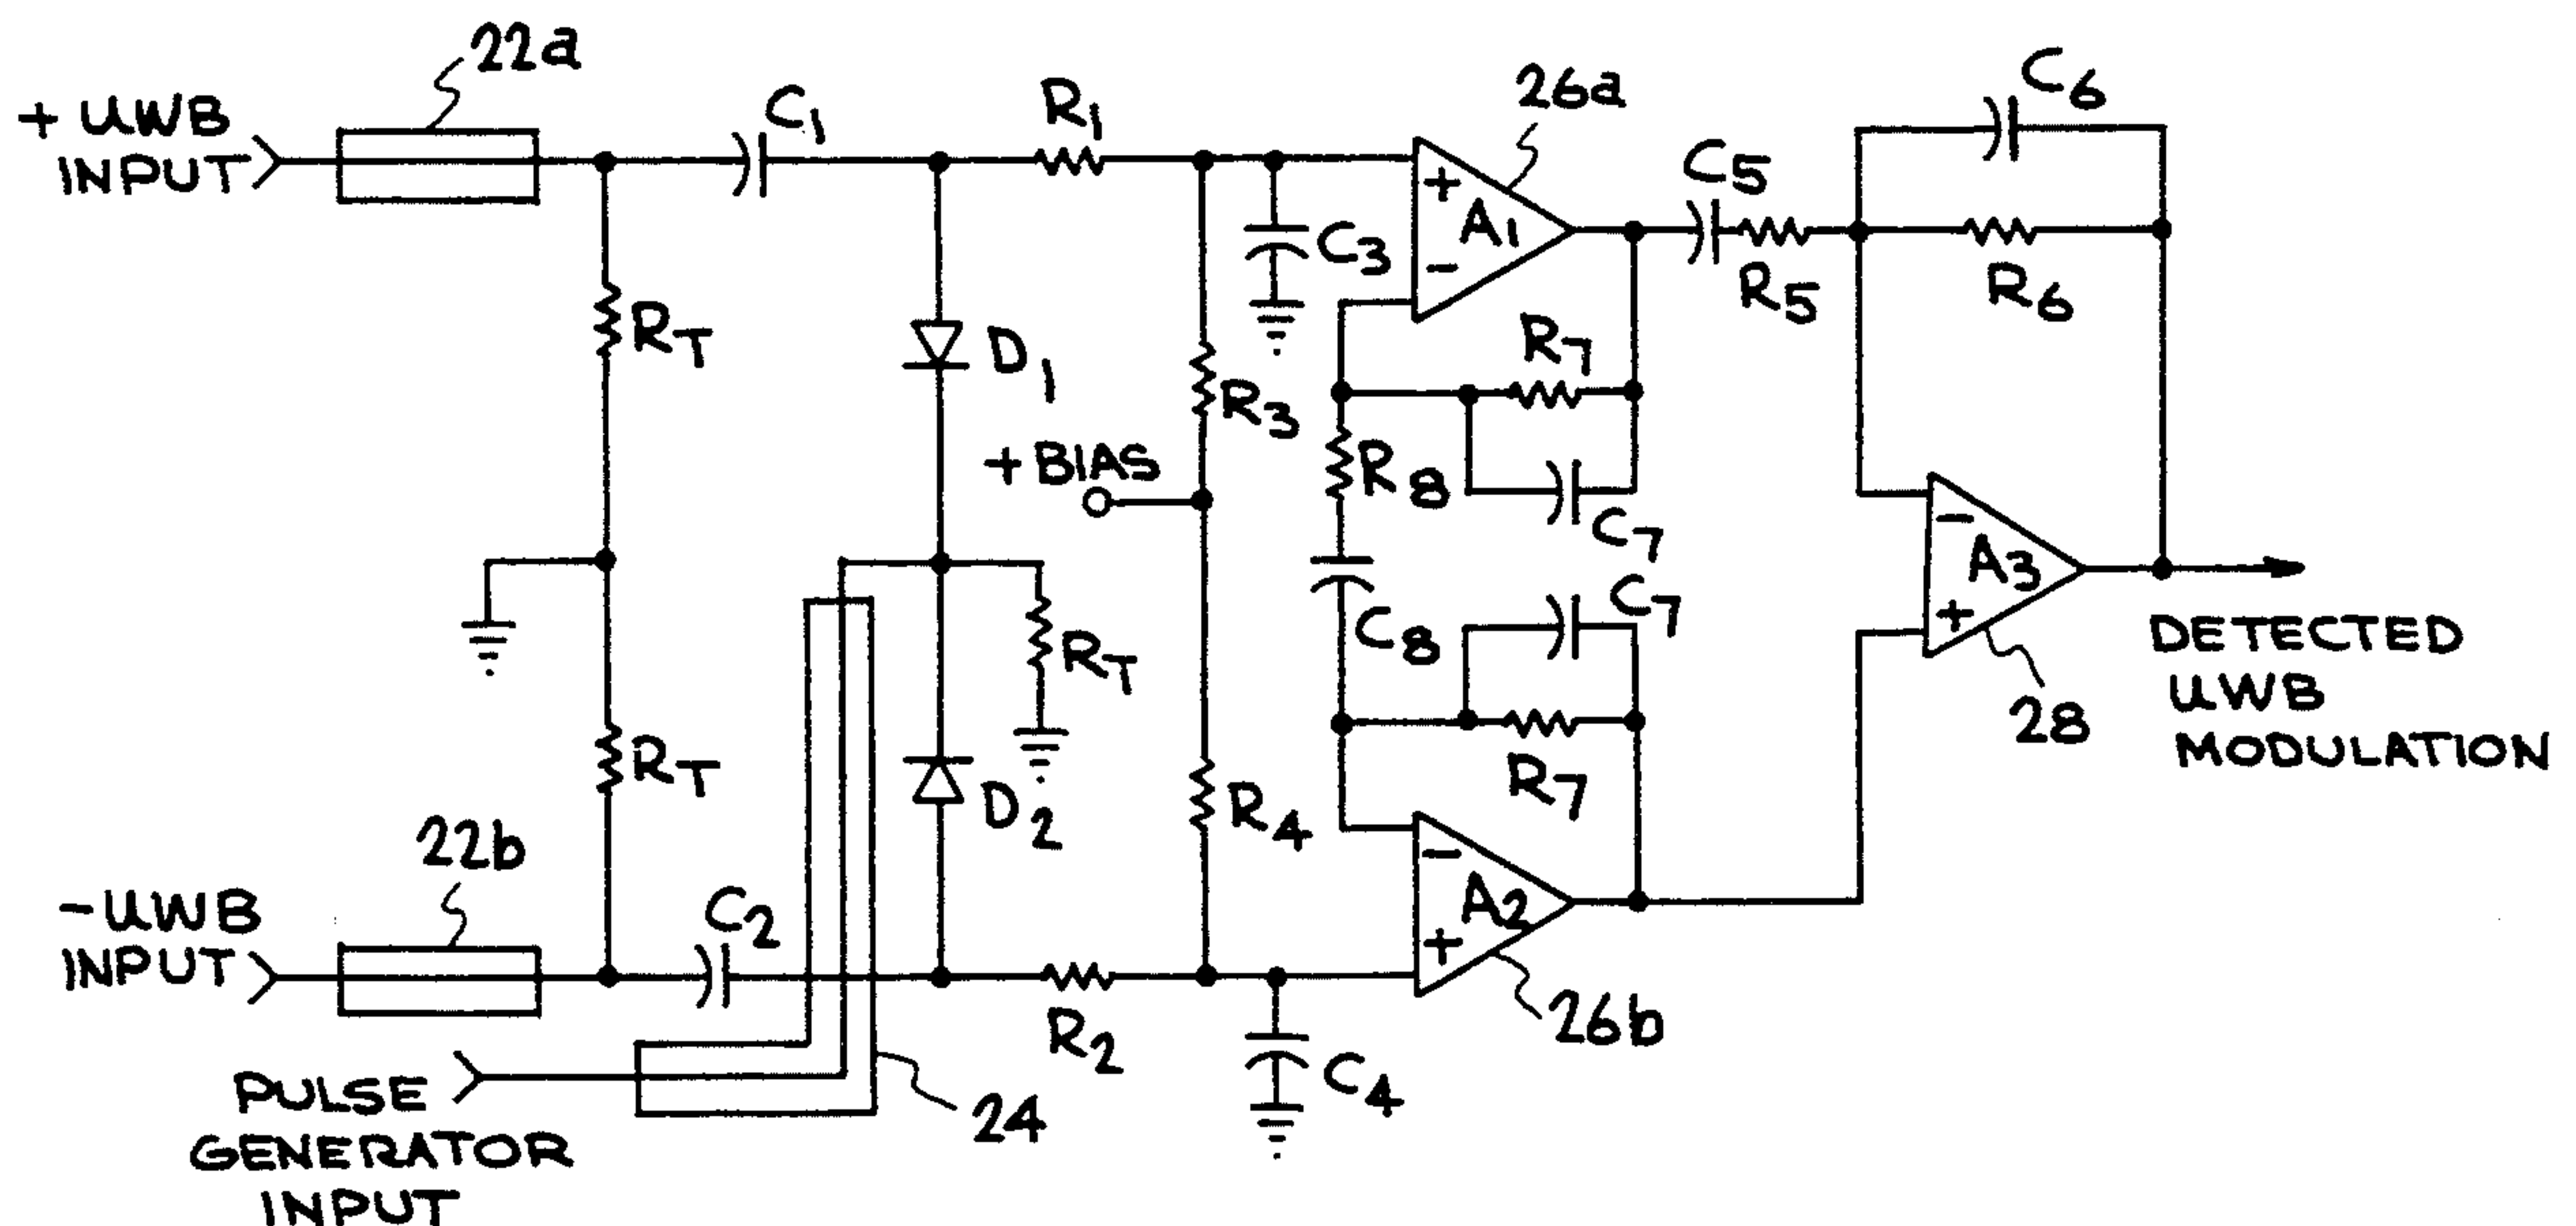 22a
+ UWB
INPUT
C1
R1
26a
C6
+
A1
-
C5
R5
R6
C3
RT
D1
R3
+ BIAS
R7
R8
C7
-
A3
+
C8
C7
RT
DETECTED
UWB
MODULATION
28
RT
D2
R4
R7
22b
-UWB
INPUT
C2
-
A2
+
R2
26b
C4
PULSE
GENERATOR
INPUT
24